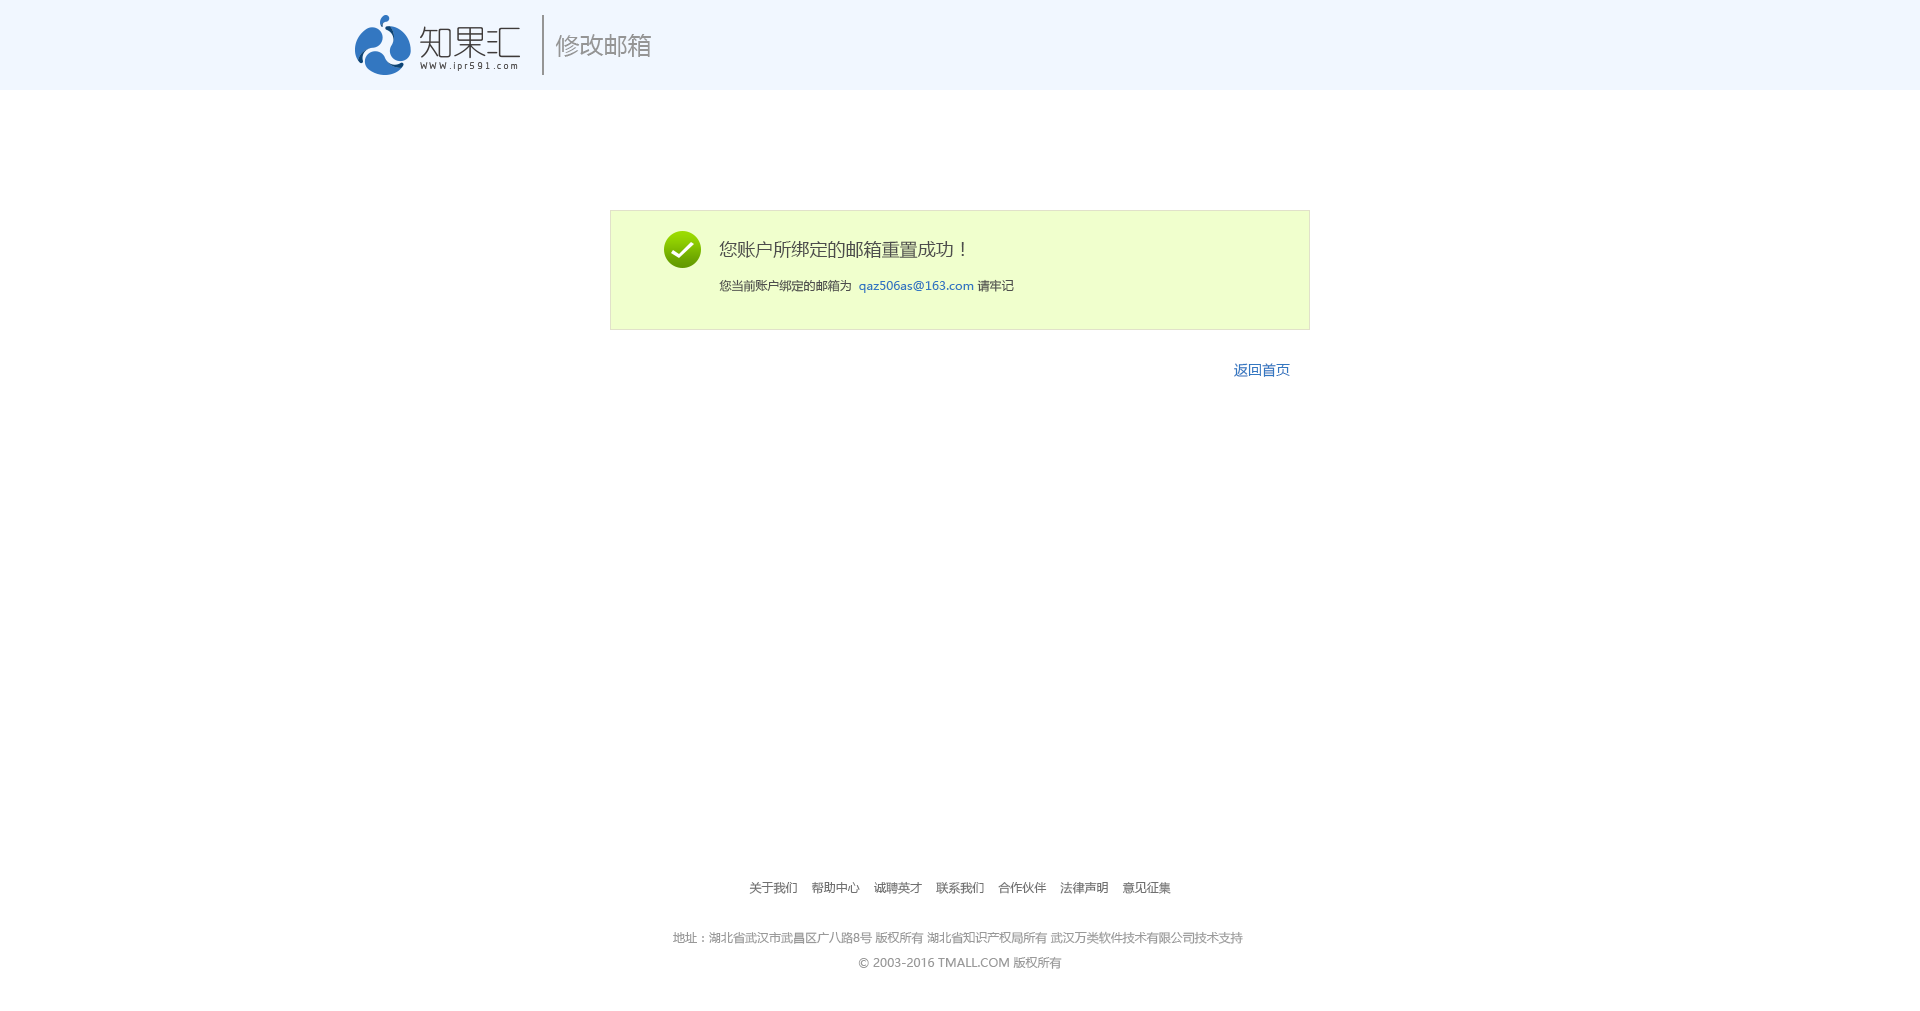 知果汇
www.ipr591.com
修改邮箱
您账户所绑定的邮箱重置成功！
您当前账户绑定的邮箱为 qaz506as@163.com 请牢记
返回首页
关于我们 帮助中心 诚聘英才 联系我们 合作伙伴 法律声明 意见征集
地址：湖北省武汉市武昌区广八路8号 版权所有 湖北省知识产权局所有 武汉万类软件技术有限公司技术支持
© 2003-2016 TMALL.COM 版权所有